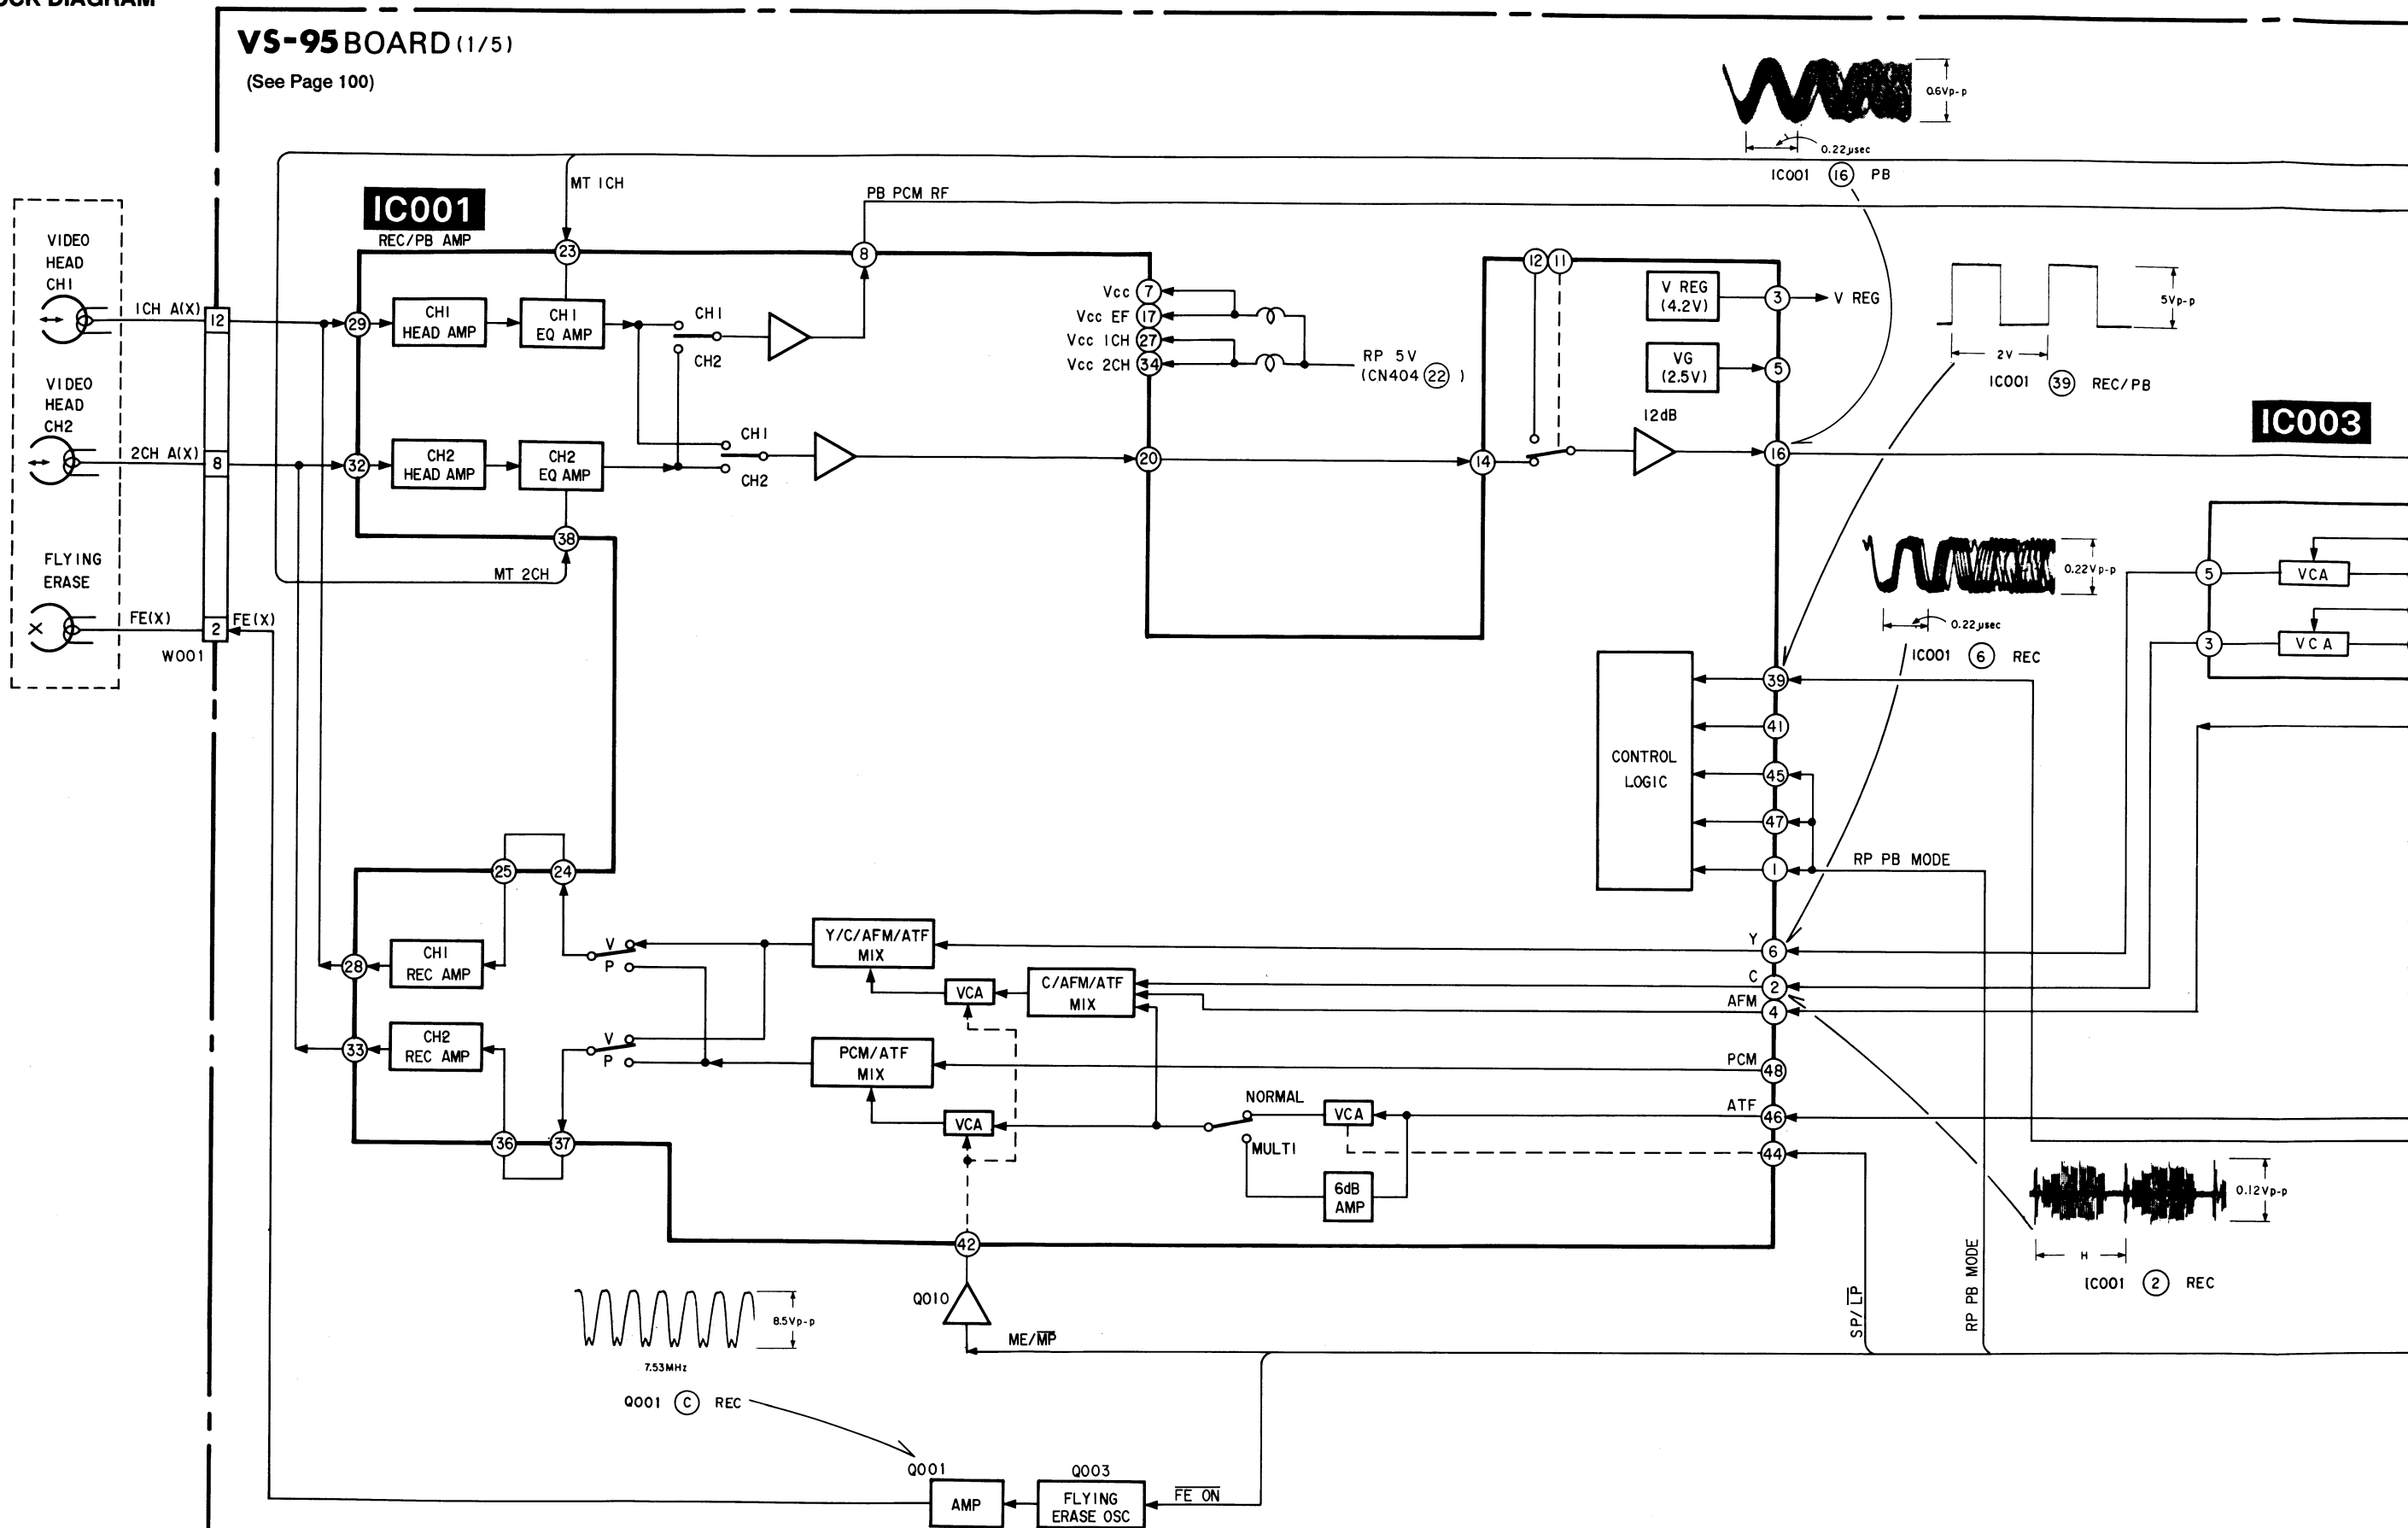 VS-95 BOARD (1/5)
(See Page 100)
0.6Vp-p
0.22µsec
IC001 16 PB
MT 1CH
IC001
REC/PB AMP
PB PCM RF
VIDEO
HEAD
CH1
1CH A(X)
12
23
8
29
CH1
HEAD AMP
CH1
EQ AMP
CH1
CH2
Vcc 7
Vcc EF 17
Vcc 1CH 27
Vcc 2CH 34
RP 5V
(CN404 22 )
12 11
V REG
(4.2V)
3
V REG
VG
(2.5V)
5
12dB
5Vp-p
2V
IC001 39 REC/PB
IC003
VIDEO
HEAD
CH2
2CH A(X)
8
32
CH2
HEAD AMP
CH2
EQ AMP
CH1
CH2
20
14
16
38
MT 2CH
0.22Vp-p
0.22µsec
IC001 6 REC
5
VCA
3
VCA
FLYING
ERASE
FE(X)
2
FE(X)
W001
CONTROL
LOGIC
39
41
45
47
1
RP PB MODE
25
24
28
CH1
REC AMP
V
P
Y/C/AFM/ATF
MIX
Y
6
VCA
C/AFM/ATF
MIX
C
2
AFM
4
33
CH2
REC AMP
V
P
PCM/ATF
MIX
PCM
48
VCA
NORMAL
MULTI
VCA
ATF
46
44
6dB
AMP
36
37
42
0.12Vp-p
H
IC001 2 REC
Q010
ME/MP
SP/LP
RP PB MODE
8.5Vp-p
7.53MHz
Q001 C REC
Q001
AMP
Q003
FLYING
ERASE OSC
FE ON